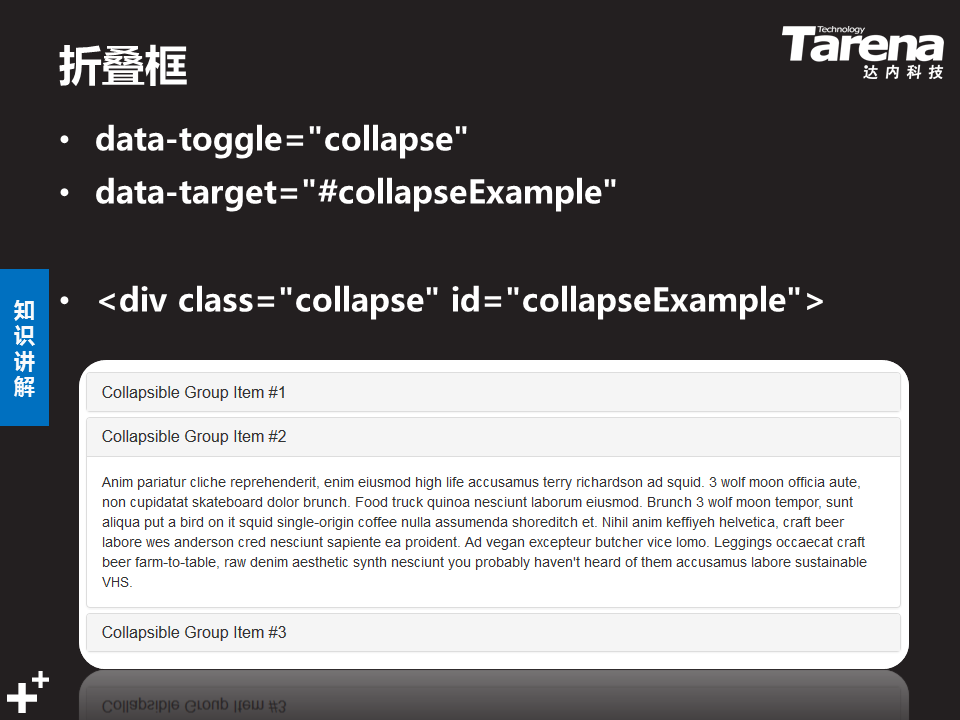 折叠框
Technology
Tarena
达内科技
• data-toggle="collapse"
• data-target="#collapseExample"
• <div class="collapse" id="collapseExample">
知
识
讲
解
Collapsible Group Item #1
Collapsible Group Item #2
Anim pariatur cliche reprehenderit, enim eiusmod high life accusamus terry richardson ad squid. 3 wolf moon officia aute,
non cupidatat skateboard dolor brunch. Food truck quinoa nesciunt laborum eiusmod. Brunch 3 wolf moon tempor, sunt
aliqua put a bird on it squid single-origin coffee nulla assumenda shoreditch et. Nihil anim keffiyeh helvetica, craft beer
labore wes anderson cred nesciunt sapiente ea proident. Ad vegan excepteur butcher vice lomo. Leggings occaecat craft
beer farm-to-table, raw denim aesthetic synth nesciunt you probably haven't heard of them accusamus labore sustainable
VHS.
Collapsible Group Item #3
Collapsible Group Item #3